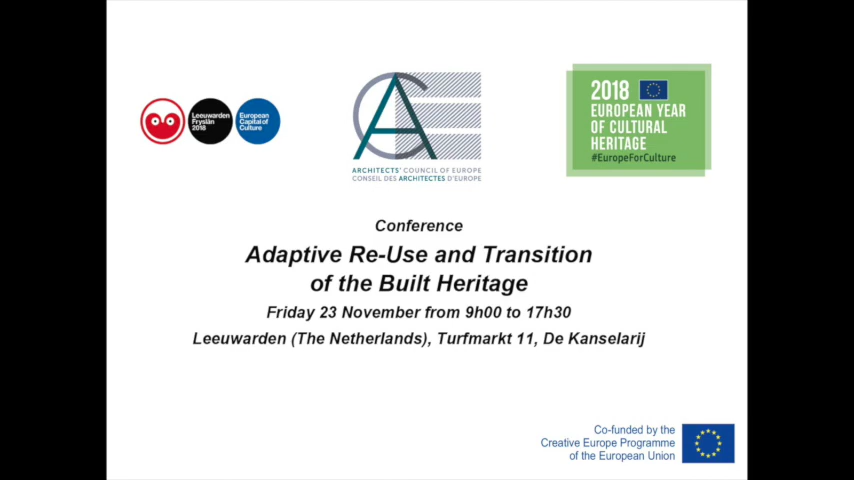 Leeuwarden
Fryslân
2018
European
Capital of
Culture
ACE
ARCHITECTS' COUNCIL OF EUROPE
CONSEIL DES ARCHITECTES D'EUROPE
2018
EUROPEAN YEAR
OF CULTURAL
HERITAGE
#EuropeForCulture
Conference
Adaptive Re-Use and Transition
of the Built Heritage
Friday 23 November from 9h00 to 17h30
Leeuwarden (The Netherlands), Turfmarkt 11, De Kanselarij
Co-funded by the
Creative Europe Programme
of the European Union